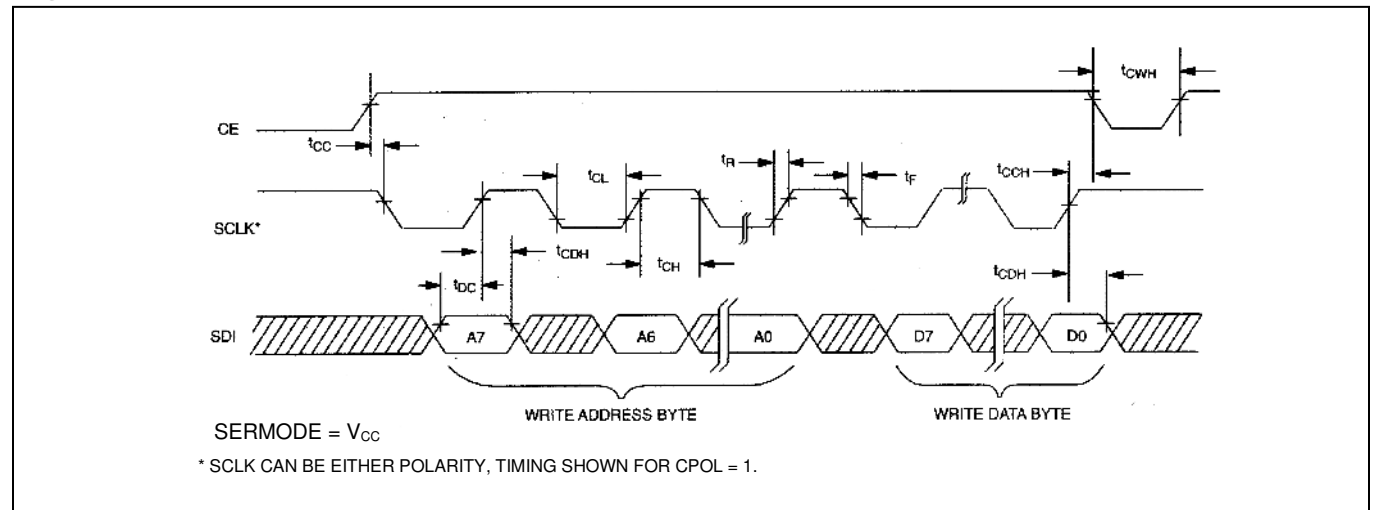 tCWH
CE
tCC
tCL
tR
tF
tCCH
SCLK*
tCDH
tCH
tCDH
tDC
SDI
A7
A6
A0
D7
D0
WRITE ADDRESS BYTE
WRITE DATA BYTE
SERMODE = VCC
* SCLK CAN BE EITHER POLARITY, TIMING SHOWN FOR CPOL = 1.